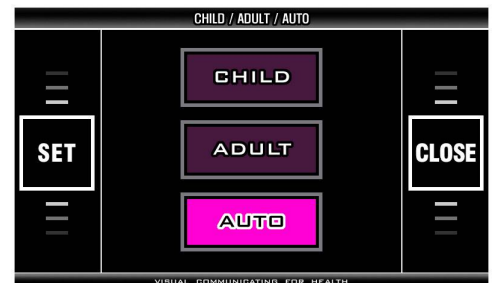 CHILD / ADULT / AUTO
CHILD
SET
ADULT
CLOSE
AUTO
VISUAL COMMUNICATING FOR HEALTH